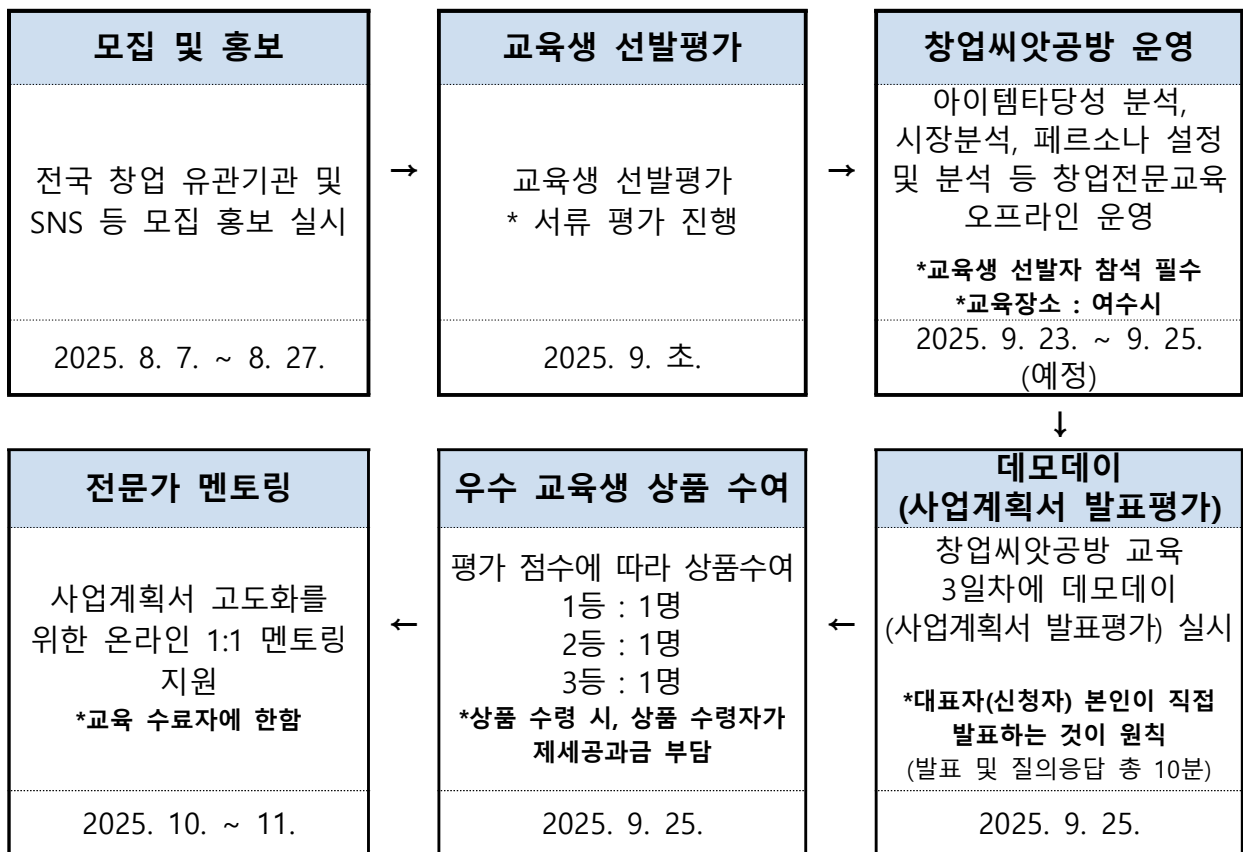 모집 및 홍보
전국 창업 유관기관 및
SNS 등 모집 홍보 실시
2025. 8. 7. ~ 8. 27.
→
교육생 선발평가
교육생 선발평가
* 서류 평가 진행
2025. 9. 초.
→
창업씨앗공방 운영
아이템타당성 분석,
시장분석, 페르소나 설정
및 분석 등 창업전문교육
오프라인 운영
*교육생 선발자 참석 필수
*교육장소 : 여수시
2025. 9. 23. ~ 9. 25.
(예정)
↓
데모데이
(사업계획서 발표평가)
창업씨앗공방 교육
3일차에 데모데이
(사업계획서 발표평가) 실시
*대표자(신청자) 본인이 직접
발표하는 것이 원칙
(발표 및 질의응답 총 10분)
2025. 9. 25.
←
우수 교육생 상품 수여
평가 점수에 따라 상품수여
1등 : 1명
2등 : 1명
3등 : 1명
*상품 수령 시, 상품 수령자가
제세공과금 부담
2025. 9. 25.
←
전문가 멘토링
사업계획서 고도화를
위한 온라인 1:1 멘토링
지원
*교육 수료자에 한함
2025. 10. ~ 11.